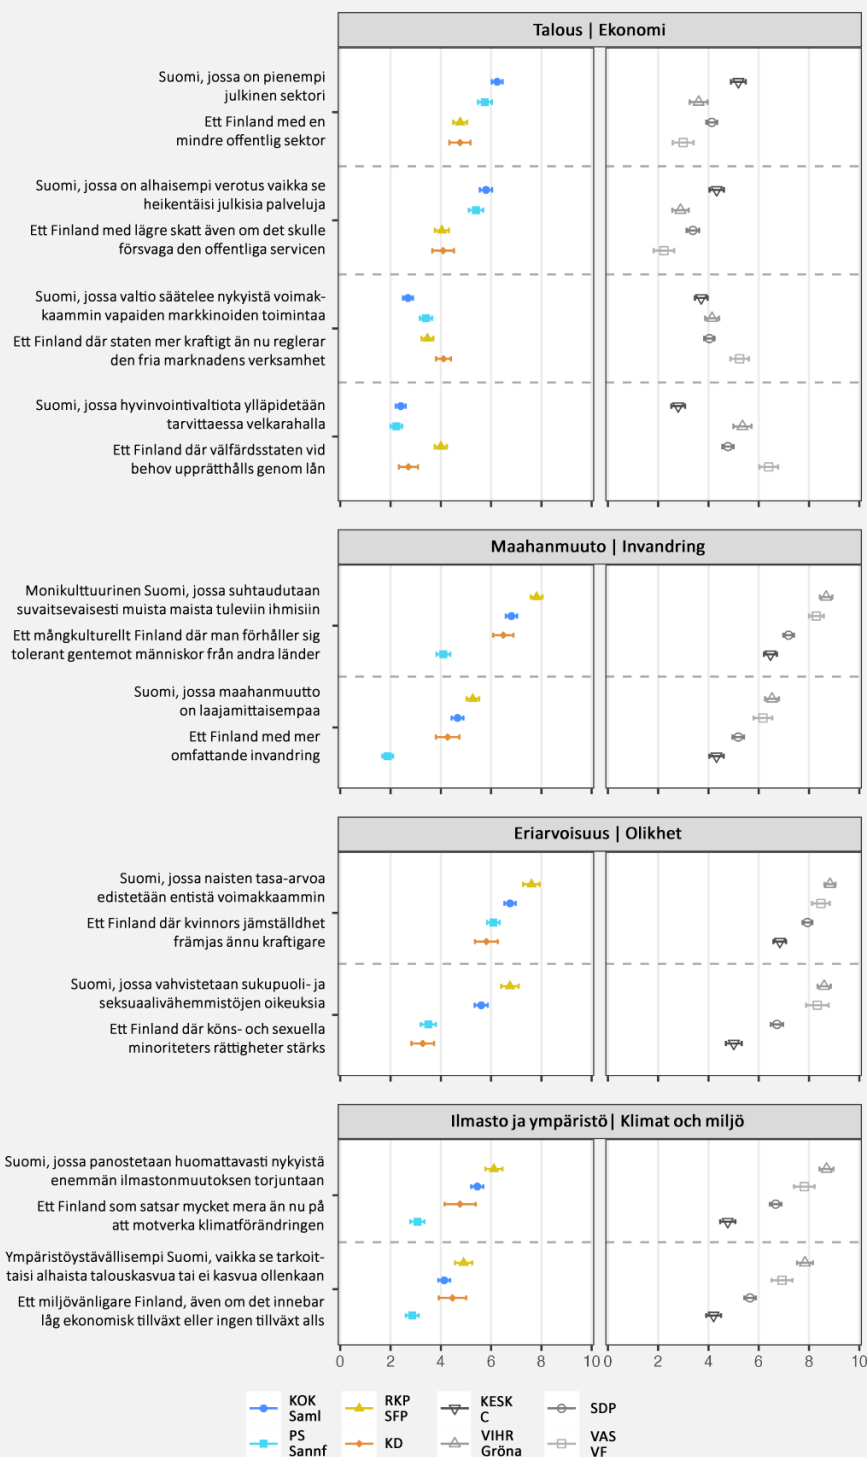 Talous | Ekonomi
Suomi, jossa on pienempi
julkinen sektori
Ett Finland med en
mindre offentlig sektor
Suomi, jossa on alhaisempi verotus vaikka se
heikentäisi julkisia palveluja
Ett Finland med lägre skatt även om det skulle
försvaga den offentliga servicen
Suomi, jossa valtio säätelee nykyistä voimak-
kaammin vapaiden markkinoiden toimintaa
Ett Finland där staten mer kraftigt än nu reglerar
den fria marknadens verksamhet
Suomi, jossa hyvinvointivaltiota ylläpidetään
tarvittaessa velkarahalla
Ett Finland där välfärdsstaten vid
behov upprätthålls genom lån
Maahanmuuto | Invandring
Monikulttuurinen Suomi, jossa suhtaudutaan
suvaitsevaisesti muista maista tuleviin ihmisiin
Ett mångkulturellt Finland där man förhåller sig
tolerant gentemot människor från andra länder
Suomi, jossa maahanmuutto
on laajamittaisempaa
Ett Finland med mer
omfattande invandring
Eriarvoisuus | Olikhet
Suomi, jossa naisten tasa-arvoa
edistetään entistä voimakkaammin
Ett Finland där kvinnors jämställdhet
främjas ännu kraftigare
Suomi, jossa vahvistetaan sukupuoli- ja
seksuaalivähemmistöjen oikeuksia
Ett Finland där köns- och sexuella
minoriteters rättigheter stärks
Ilmasto ja ympäristö| Klimat och miljö
Suomi, jossa panostetaan huomattavasti nykyistä
enemmän ilmastonmuutoksen torjuntaan
Ett Finland som satsar mycket mera än nu på
att motverka klimatförändringen
Ympäristöystävällisempi Suomi, vaikka se tarkoit-
taisi alhaista talouskasvua tai ei kasvua ollenkaan
Ett miljövänligare Finland, även om det innebar
låg ekonomisk tillväxt eller ingen tillväxt alls
0 2 4 6 8 10 0 2 4 6 8 10
KOK
Saml
RKP
SFP
KESK
C
SDP
PS
Sannf
KD
VIHR
Gröna
VAS
VF